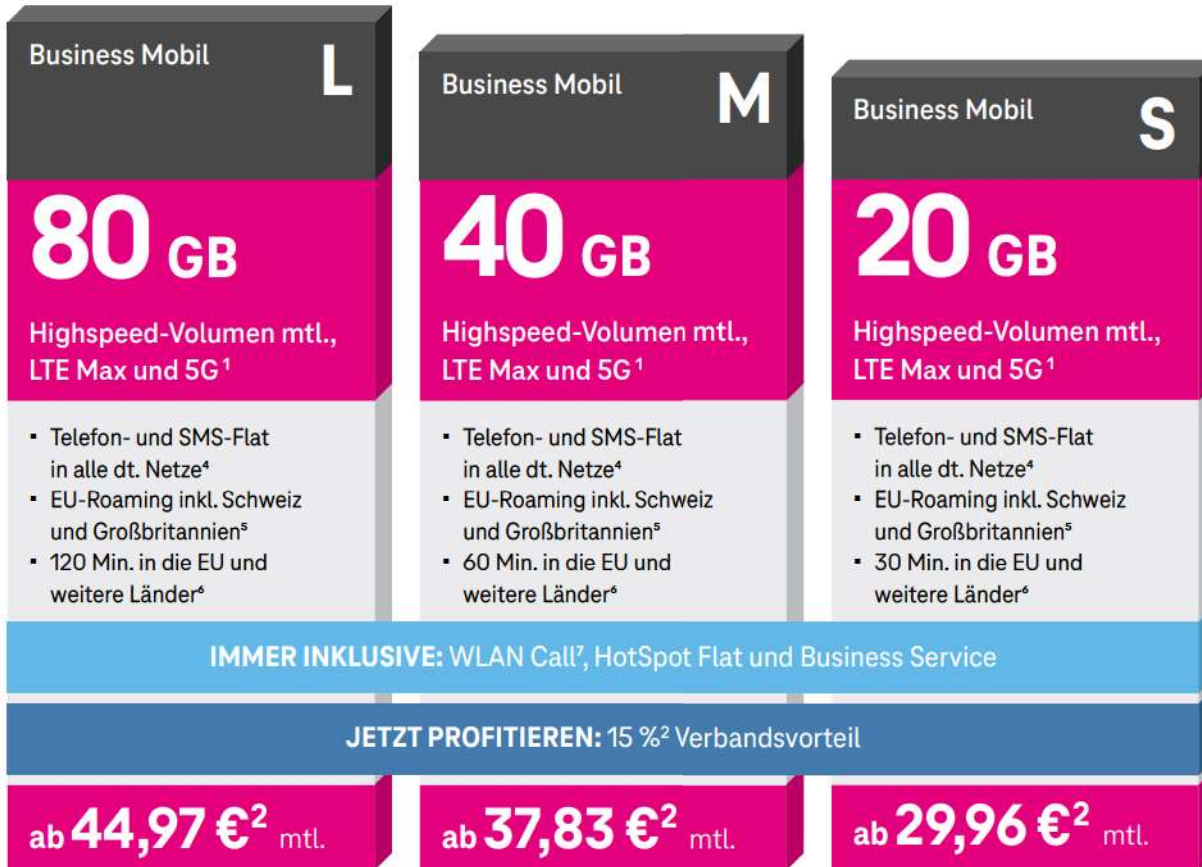 Business Mobil L
80 GB
Highspeed-Volumen mtl.,
LTE Max und 5G¹
▪ Telefon- und SMS-Flat
in alle dt. Netze⁴
▪ EU-Roaming inkl. Schweiz
und Großbritannien⁵
▪ 120 Min. in die EU und
weitere Länder⁶
Business Mobil M
40 GB
Highspeed-Volumen mtl.,
LTE Max und 5G¹
▪ Telefon- und SMS-Flat
in alle dt. Netze⁴
▪ EU-Roaming inkl. Schweiz
und Großbritannien⁵
▪ 60 Min. in die EU und
weitere Länder⁶
Business Mobil S
20 GB
Highspeed-Volumen mtl.,
LTE Max und 5G¹
▪ Telefon- und SMS-Flat
in alle dt. Netze⁴
▪ EU-Roaming inkl. Schweiz
und Großbritannien⁵
▪ 30 Min. in die EU und
weitere Länder⁶
IMMER INKLUSIVE: WLAN Call⁷, HotSpot Flat und Business Service
JETZT PROFITIEREN: 15 %² Verbandsvorteil
ab 44,97 €² mtl.
ab 37,83 €² mtl.
ab 29,96 €² mtl.